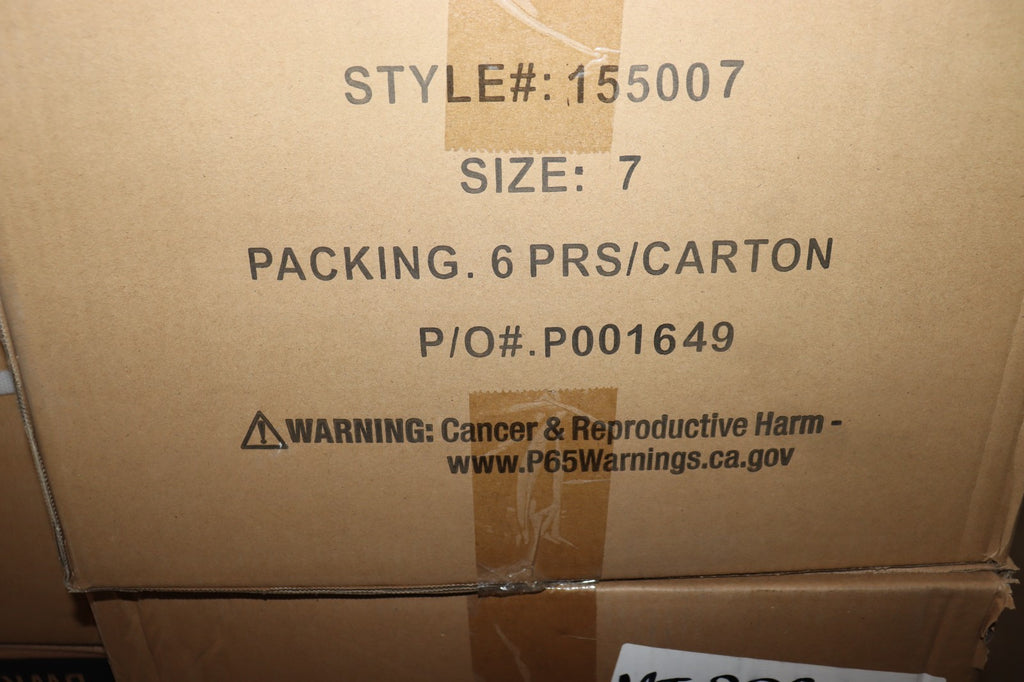 STYLE#: 155007
SIZE: 7
PACKING. 6 PRS/CARTON
P/O#.P001649
WARNING: Cancer & Reproductive Harm -
www.P65Warnings.ca.gov